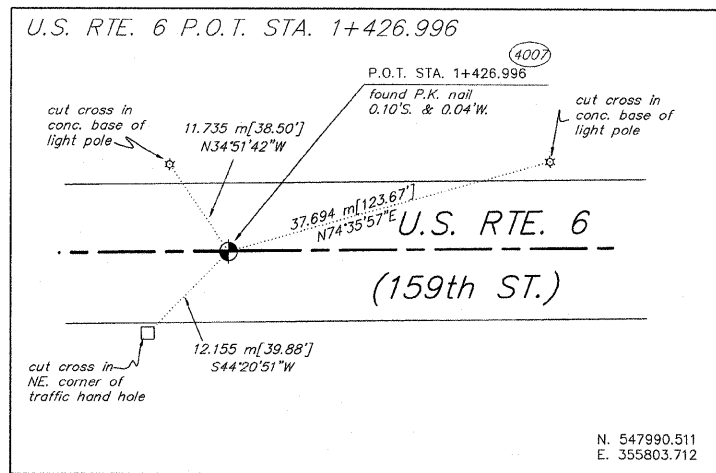 U.S. RTE. 6 P.O.T. STA. 1+426.996
4007
P.O.T. STA. 1+426.996
found P.K. nail
0.10'S. & 0.04'W.
cut cross in
conc. base of
light pole
11.735 m[38.50']
N34°51'42"W
cut cross in
conc. base of
light pole
37.694 m[123.67']
N74°35'57"E
U.S. RTE. 6
(159th ST.)
12.155 m[39.88']
S44°20'51"W
cut cross in
NE. corner of
traffic hand hole
N. 547990.511
E. 355803.712